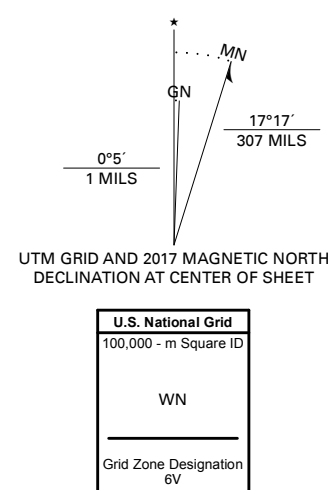 ★
MN
GN
17°17´
307 MILS
0°5´
1 MILS
UTM GRID AND 2017 MAGNETIC NORTH
DECLINATION AT CENTER OF SHEET
U.S. National Grid
100,000 - m Square ID
WN
Grid Zone Designation
6V